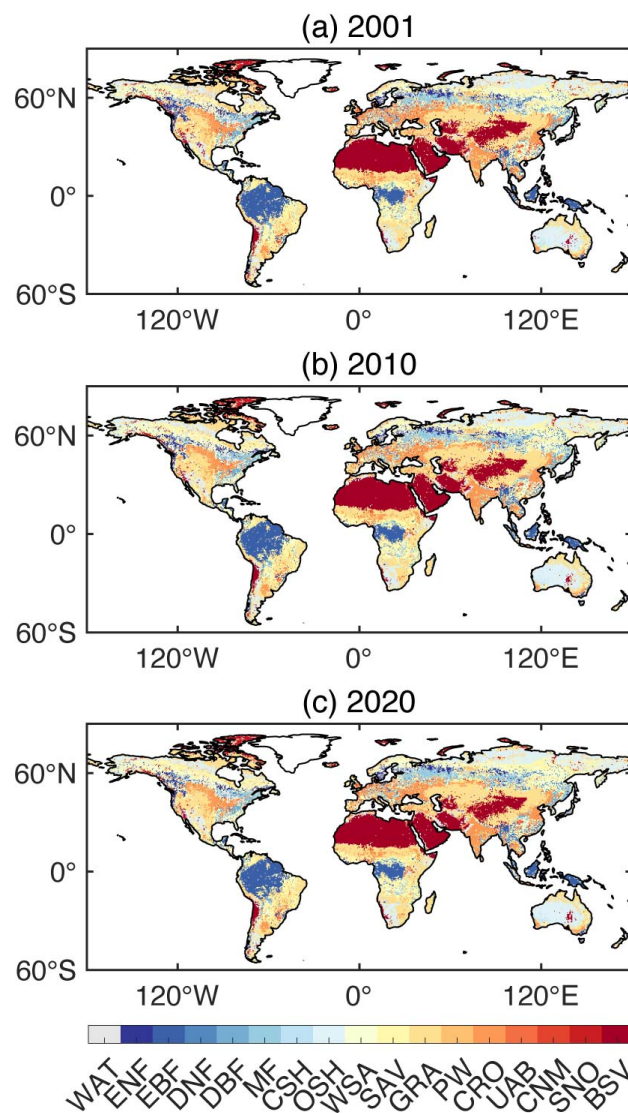 (a) 2001
60°N
0°
60°S
120°W 0° 120°E
(b) 2010
60°N
0°
60°S
120°W 0° 120°E
(c) 2020
60°N
0°
60°S
120°W 0° 120°E
WAT ENF EBF DNF DBF MF CSH OSH WSA SAV GRA PW CRO UAB CNM SNO BSV